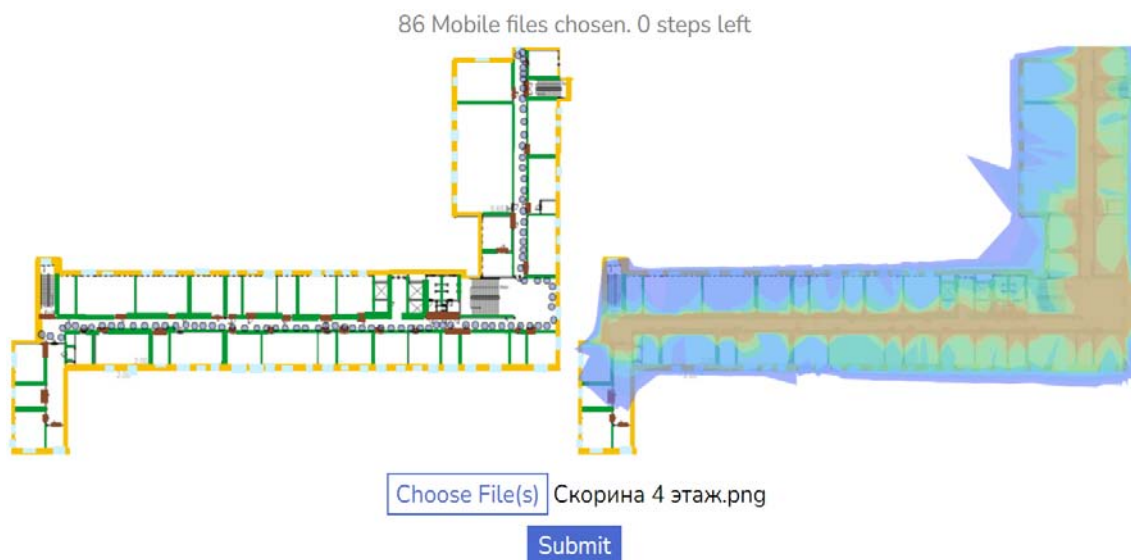 86 Mobile files chosen. 0 steps left
Choose File(s) Скорина 4 этаж.png
Submit